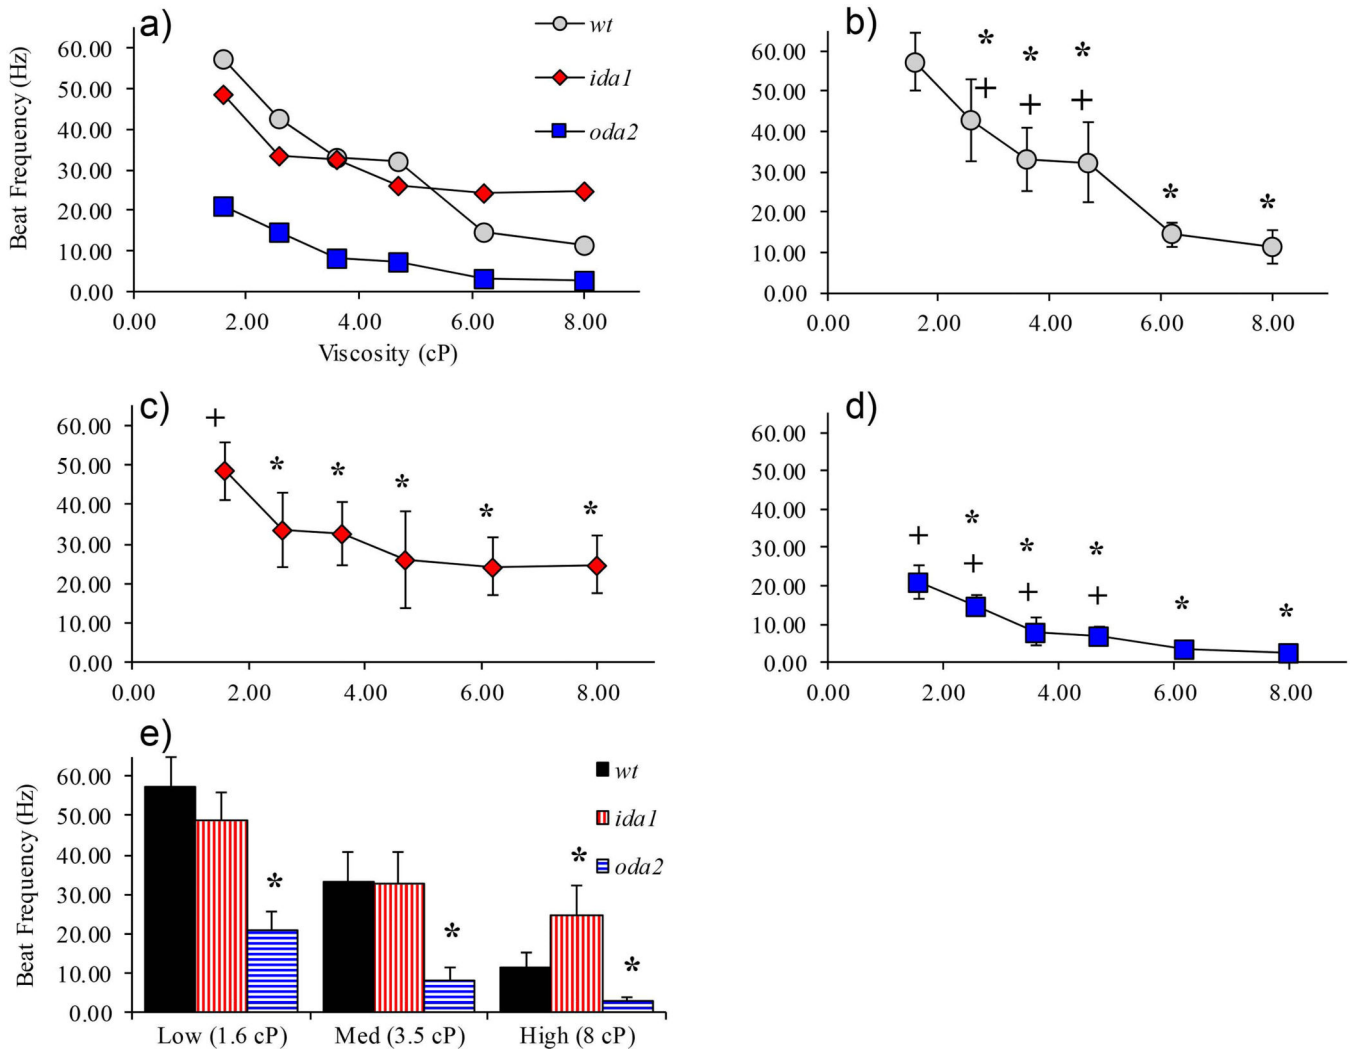 a)
wt
ida1
oda2
60.00
50.00
40.00
30.00
20.00
10.00
0.00
Beat Frequency (Hz)
0.00 2.00 4.00 6.00 8.00
Viscosity (cP)
b)
60.00
50.00
40.00
30.00
20.00
10.00
0.00
* * * * *
+ + +
0.00 2.00 4.00 6.00 8.00
c)
60.00
50.00
40.00
30.00
20.00
10.00
0.00
+ * * * * *
0.00 2.00 4.00 6.00 8.00
d)
60.00
50.00
40.00
30.00
20.00
10.00
0.00
* * * * *
+ + + +
0.00 2.00 4.00 6.00 8.00
e)
wt
ida1
oda2
60.00
50.00
40.00
30.00
20.00
10.00
0.00
Beat Frequency (Hz)
* * * *
Low (1.6 cP) Med (3.5 cP) High (8 cP)